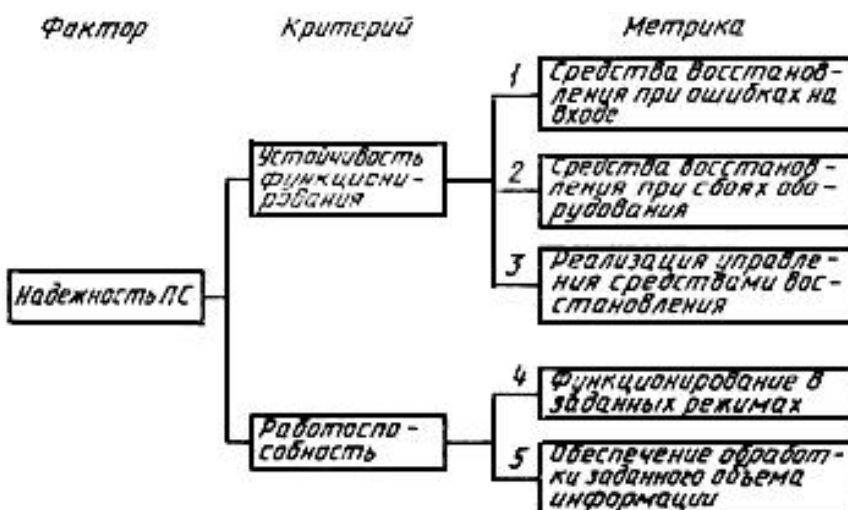 Фактор Критерий Метрика
1 Средства восстанов-
ления при ошибках на
входе
Устойчивость
функциони-
рования
2 Средства восстанов-
ления при сбоях обо-
рудования
3 Реализация управле-
ния средствами вос-
становления
Надежность ПС
4 Функционирование в
заданных режимах
Работоспо-
собность
5 Обеспечение обработ-
ки заданного объема
информации